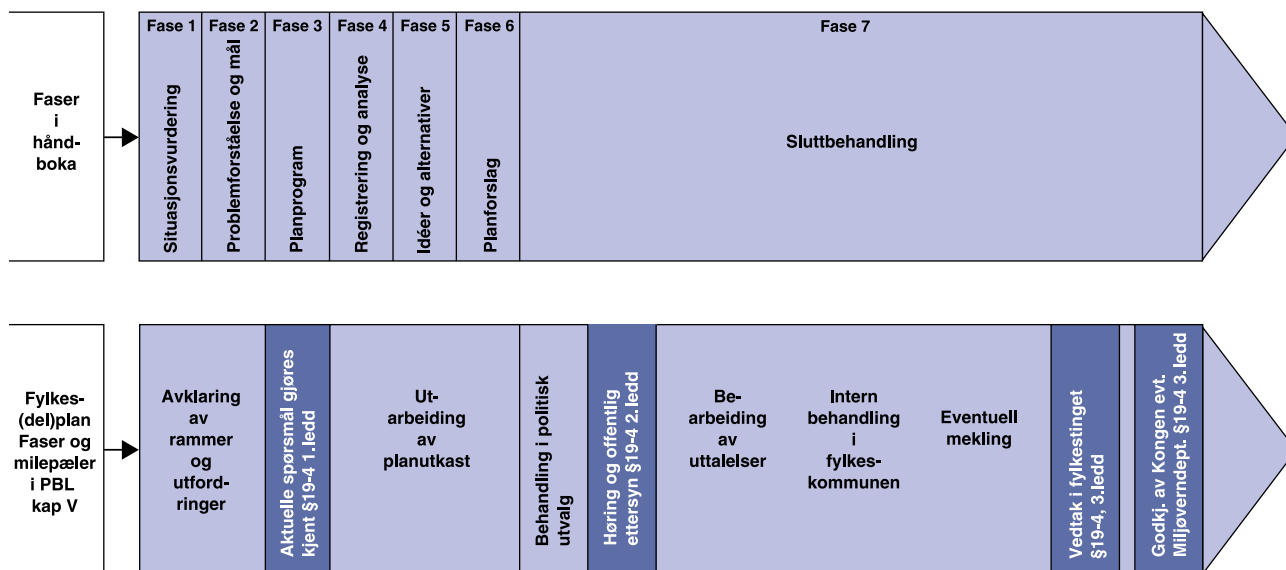 Faser
i
hånd-
boka
Fase 1
Situasjonsvurdering
Fase 2
Problemforståelse og mål
Fase 3
Planprogram
Fase 4
Registrering og analyse
Fase 5
Idéer og alternativer
Fase 6
Planforslag
Fase 7
Sluttbehandling
Fylkes-
(del)plan
Faser og
milepæler
i PBL
kap V
Avklaring
av
rammer
og
utford-
ringer
Aktuelle spørsmål gjøres
kjent §19-4 1.ledd
Ut-
arbeiding
av
planutkast
Behandling i politisk
utvalg
Høring og offentlig
ettersyn §19-4 2.ledd
Be-
arbeiding
av
uttalelser
Intern
behandling
i
fylkes-
kommunen
Eventuell
mekling
Vedtak i fylkestinget
§19-4, 3.ledd
Godkj. av Kongen evt.
Miljøverndept. §19-4 3.ledd